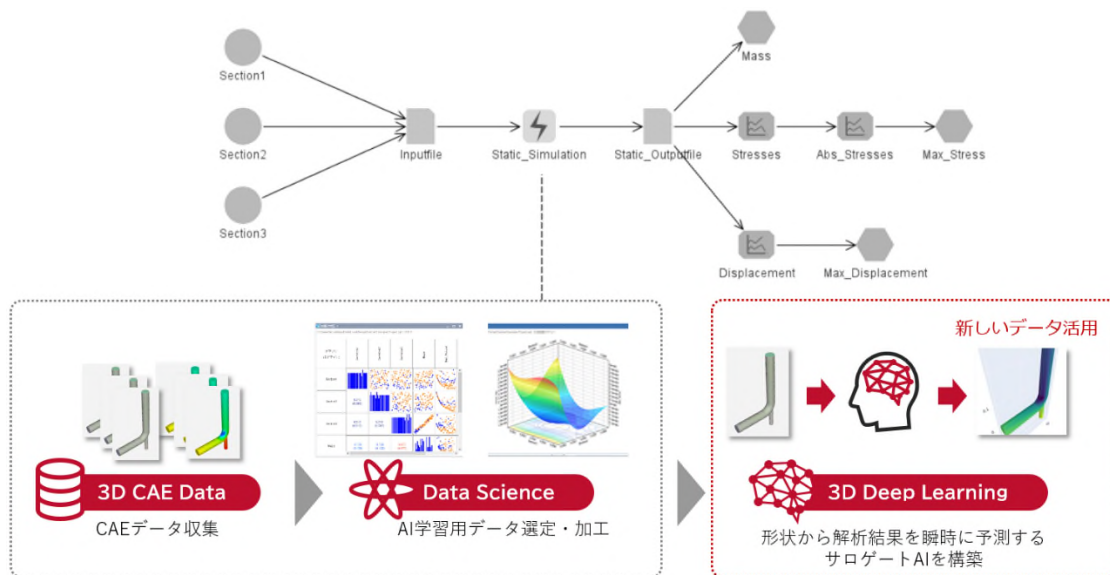 Section1
Section2
Section3
Inputfile
Static_Simulation
Static_Outputfile
Mass
Stresses
Abs_Stresses
Max_Stress
Displacement
Max_Displacement
3D CAE Data
CAEデータ収集
Data Science
AI学習用データ選定・加工
新しいデータ活用
3D Deep Learning
形状から解析結果を瞬時に予測する
サロゲートAIを構築